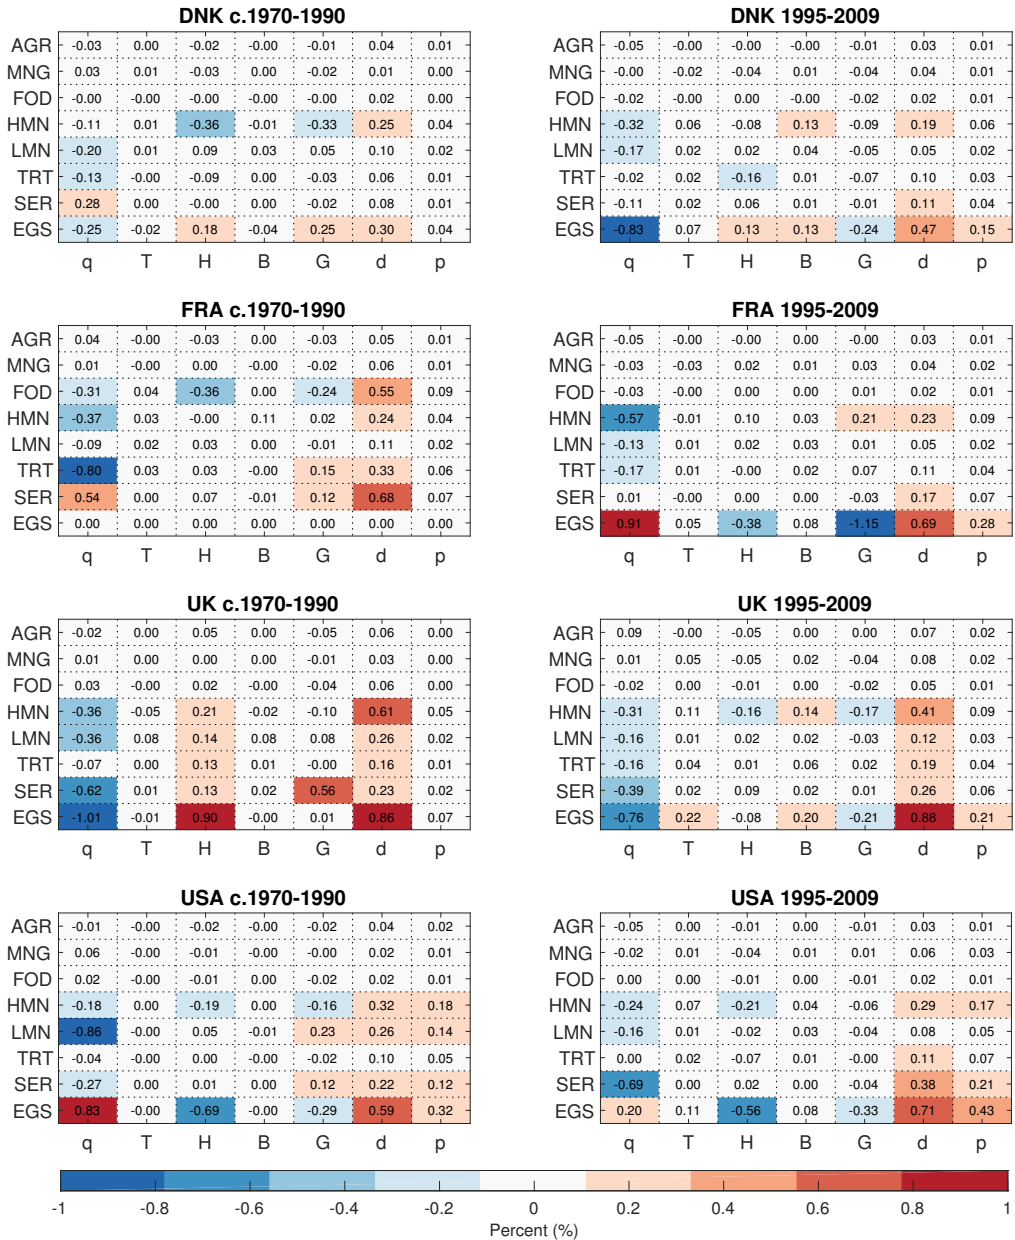 DNK c.1970-1990
AGR -0.03 0.00 -0.02 -0.00 -0.01 0.04 0.01
MNG 0.03 0.01 -0.03 0.00 -0.02 0.01 0.00
FOD -0.00 -0.00 -0.00 -0.00 -0.00 0.02 0.00
HMN -0.11 0.01 -0.36 -0.01 -0.33 0.25 0.04
LMN -0.20 0.01 0.09 0.03 0.05 0.10 0.02
TRT -0.13 -0.00 -0.09 0.00 -0.03 0.06 0.01
SER 0.28 0.00 -0.00 -0.00 -0.02 0.08 0.01
EGS -0.25 -0.02 0.18 -0.04 0.25 0.30 0.04
q T H B G d p
DNK 1995-2009
AGR -0.05 0.00 -0.00 -0.00 -0.01 0.03 0.01
MNG -0.00 -0.02 -0.04 0.01 -0.04 0.04 0.01
FOD -0.02 -0.00 0.00 -0.00 -0.02 0.02 0.01
HMN -0.32 0.06 -0.08 0.13 -0.09 0.19 0.06
LMN -0.17 0.02 0.02 0.04 -0.05 0.05 0.02
TRT -0.02 0.02 -0.16 0.01 -0.07 0.10 0.03
SER -0.11 0.02 0.06 0.01 -0.01 0.11 0.04
EGS -0.83 0.07 0.13 0.13 -0.24 0.47 0.15
q T H B G d p
FRA c.1970-1990
AGR 0.04 -0.00 -0.03 0.00 -0.03 0.05 0.01
MNG 0.01 0.00 0.00 -0.00 -0.02 0.06 0.01
FOD -0.31 0.04 -0.36 0.00 -0.24 0.55 0.09
HMN -0.37 0.03 -0.00 0.11 0.02 0.24 0.04
LMN -0.09 0.02 0.03 0.00 -0.01 0.11 0.02
TRT -0.80 0.03 0.03 -0.00 0.15 0.33 0.06
SER 0.54 0.00 0.07 -0.01 0.12 0.68 0.07
EGS 0.00 0.00 0.00 0.00 0.00 0.00 0.00
q T H B G d p
FRA 1995-2009
AGR -0.05 -0.00 -0.00 0.00 -0.01 0.03 0.01
MNG -0.03 -0.03 0.02 0.01 0.03 0.04 0.02
FOD -0.03 -0.00 0.00 0.00 0.01 0.02 0.01
HMN -0.57 -0.01 0.10 0.03 0.21 0.23 0.09
LMN -0.13 0.01 0.02 0.03 0.01 0.05 0.02
TRT -0.17 0.01 -0.00 0.02 0.07 0.11 0.04
SER 0.01 -0.00 0.00 0.00 -0.03 0.17 0.07
EGS 0.91 0.05 -0.38 0.08 -1.15 0.69 0.28
q T H B G d p
UK c.1970-1990
AGR -0.02 0.00 0.05 0.00 -0.05 0.06 0.00
MNG 0.01 0.00 0.00 0.00 -0.01 0.03 0.00
FOD 0.03 -0.00 0.02 -0.00 -0.04 0.06 0.00
HMN -0.36 -0.05 0.21 -0.02 -0.10 0.61 0.05
LMN -0.36 0.08 0.14 0.08 0.08 0.26 0.02
TRT -0.07 0.00 0.13 0.01 -0.00 0.16 0.01
SER -0.62 0.01 0.13 0.02 0.56 0.23 0.02
EGS -1.01 -0.01 0.90 -0.00 0.01 0.86 0.07
q T H B G d p
UK 1995-2009
AGR 0.09 -0.00 -0.05 0.00 0.00 0.07 0.02
MNG 0.01 0.05 -0.05 0.02 -0.04 0.08 0.02
FOD -0.02 0.00 -0.01 0.00 -0.02 0.05 0.01
HMN -0.31 0.11 -0.16 0.14 -0.17 0.41 0.09
LMN -0.16 0.01 0.02 0.02 -0.03 0.12 0.03
TRT -0.16 0.04 0.01 0.06 0.02 0.19 0.04
SER -0.39 0.02 0.09 0.02 0.01 0.26 0.06
EGS -0.76 0.22 -0.08 0.20 -0.21 0.88 0.21
q T H B G d p
USA c.1970-1990
AGR -0.01 -0.00 -0.02 -0.00 -0.02 0.04 0.02
MNG 0.06 -0.00 -0.01 -0.00 -0.01 0.02 0.01
FOD 0.02 -0.00 -0.01 0.00 -0.02 0.02 0.01
HMN -0.18 0.00 -0.19 0.00 -0.16 0.32 0.18
LMN -0.86 -0.00 0.05 -0.01 0.23 0.26 0.14
TRT -0.04 -0.00 0.00 -0.00 -0.02 0.10 0.05
SER -0.27 0.00 0.01 0.00 0.12 0.22 0.12
EGS 0.83 -0.00 -0.69 -0.00 -0.29 0.59 0.32
q T H B G d p
USA 1995-2009
AGR -0.05 0.00 -0.01 0.00 -0.01 0.03 0.01
MNG -0.02 -0.01 -0.04 0.01 0.01 0.06 0.03
FOD 0.00 0.00 -0.01 0.00 -0.01 0.02 0.01
HMN -0.24 0.07 -0.21 0.04 -0.06 0.29 0.17
LMN -0.16 0.01 -0.02 0.03 -0.04 0.08 0.05
TRT 0.00 0.02 -0.07 0.01 -0.00 0.11 0.07
SER -0.69 0.00 0.02 0.00 -0.04 0.38 0.21
EGS 0.20 0.11 -0.56 0.08 -0.33 0.71 0.43
q T H B G d p
-1 -0.8 -0.6 -0.4 -0.2 0 0.2 0.4 0.6 0.8 1
Percent (%)